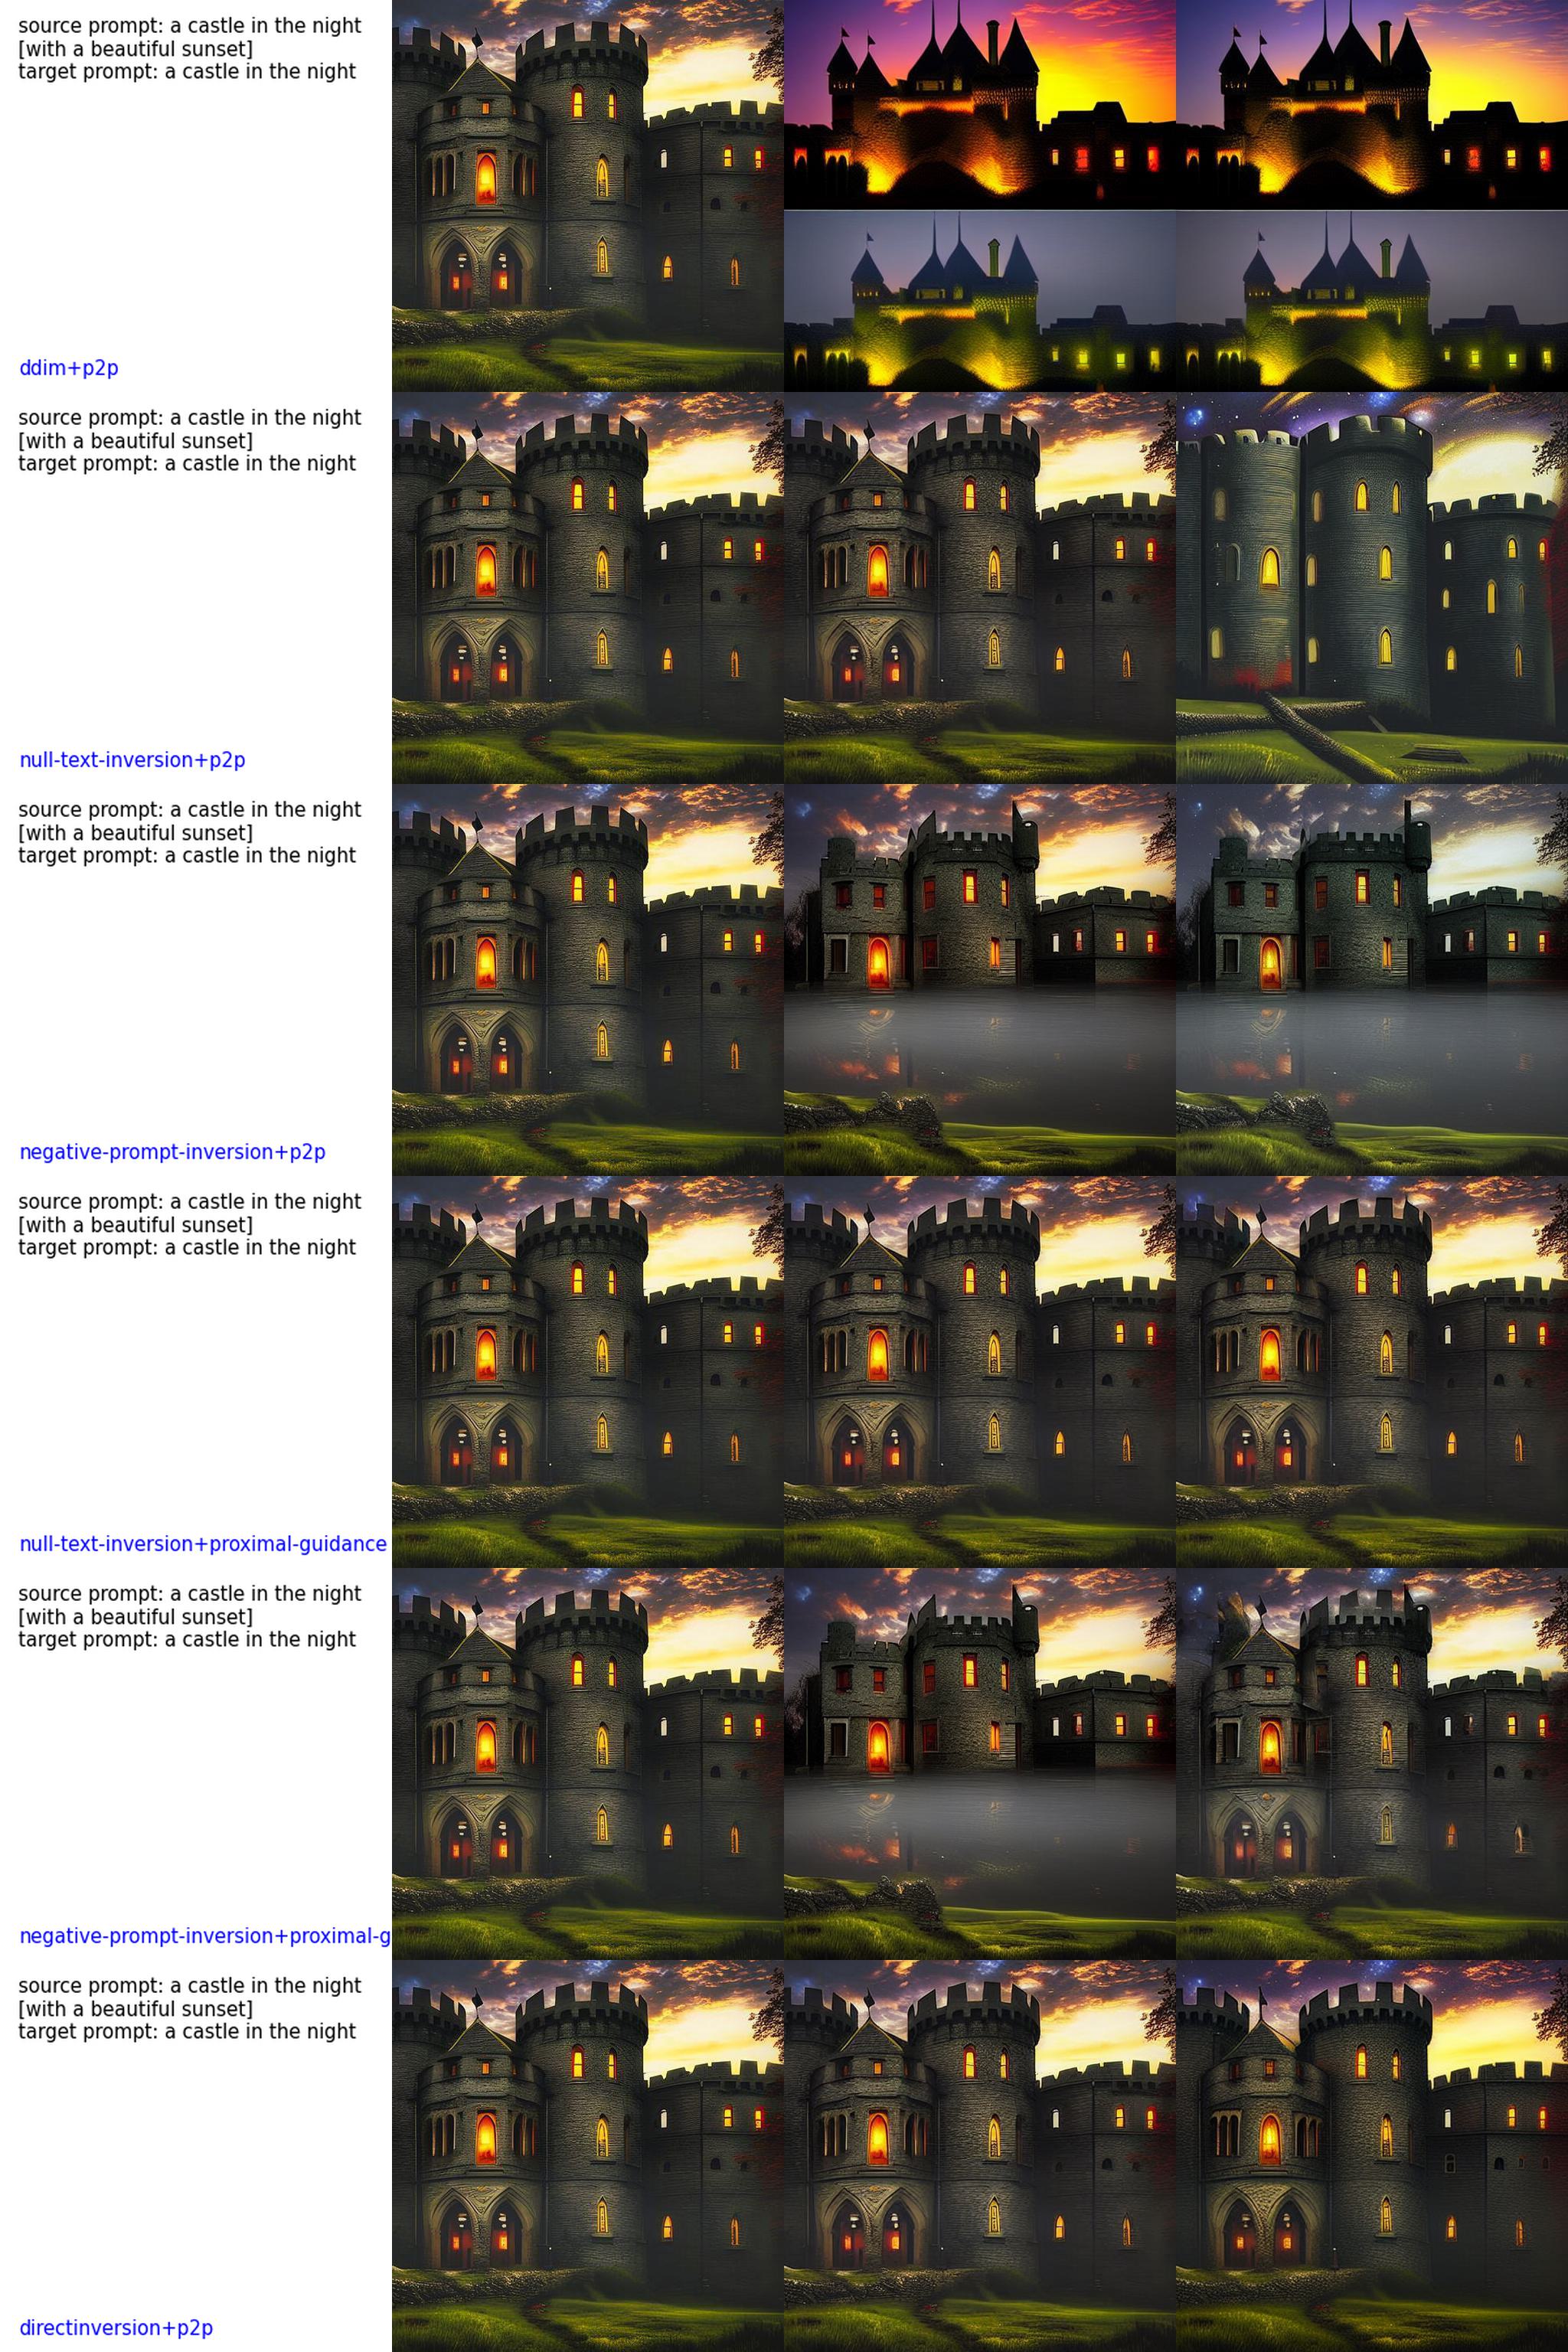 source prompt: a castle in the night
[with a beautiful sunset]
target prompt: a castle in the night
ddim+p2p
source prompt: a castle in the night
[with a beautiful sunset]
target prompt: a castle in the night
null-text-inversion+p2p
source prompt: a castle in the night
[with a beautiful sunset]
target prompt: a castle in the night
negative-prompt-inversion+p2p
source prompt: a castle in the night
[with a beautiful sunset]
target prompt: a castle in the night
null-text-inversion+proximal-guidance
source prompt: a castle in the night
[with a beautiful sunset]
target prompt: a castle in the night
negative-prompt-inversion+proximal-g
source prompt: a castle in the night
[with a beautiful sunset]
target prompt: a castle in the night
directinversion+p2p